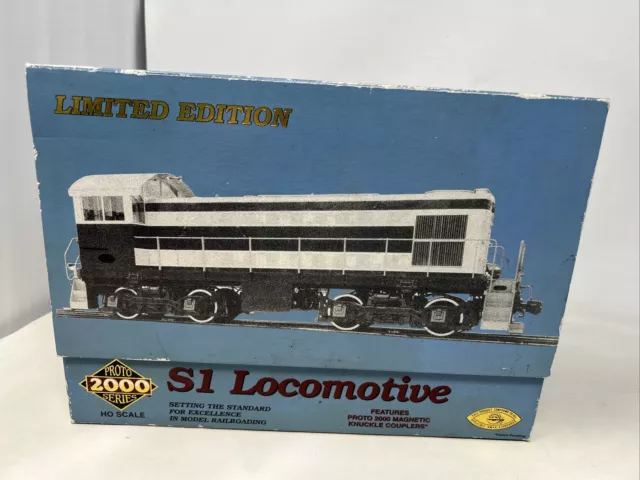 LIMITED EDITION
PROTO
2000
SERIES
HO SCALE
S1 Locomotive
SETTING THE STANDARD
FOR EXCELLENCE
IN MODEL RAILROADING
FEATURES
PROTO 2000 MAGNETIC
KNUCKLE COUPLERS*